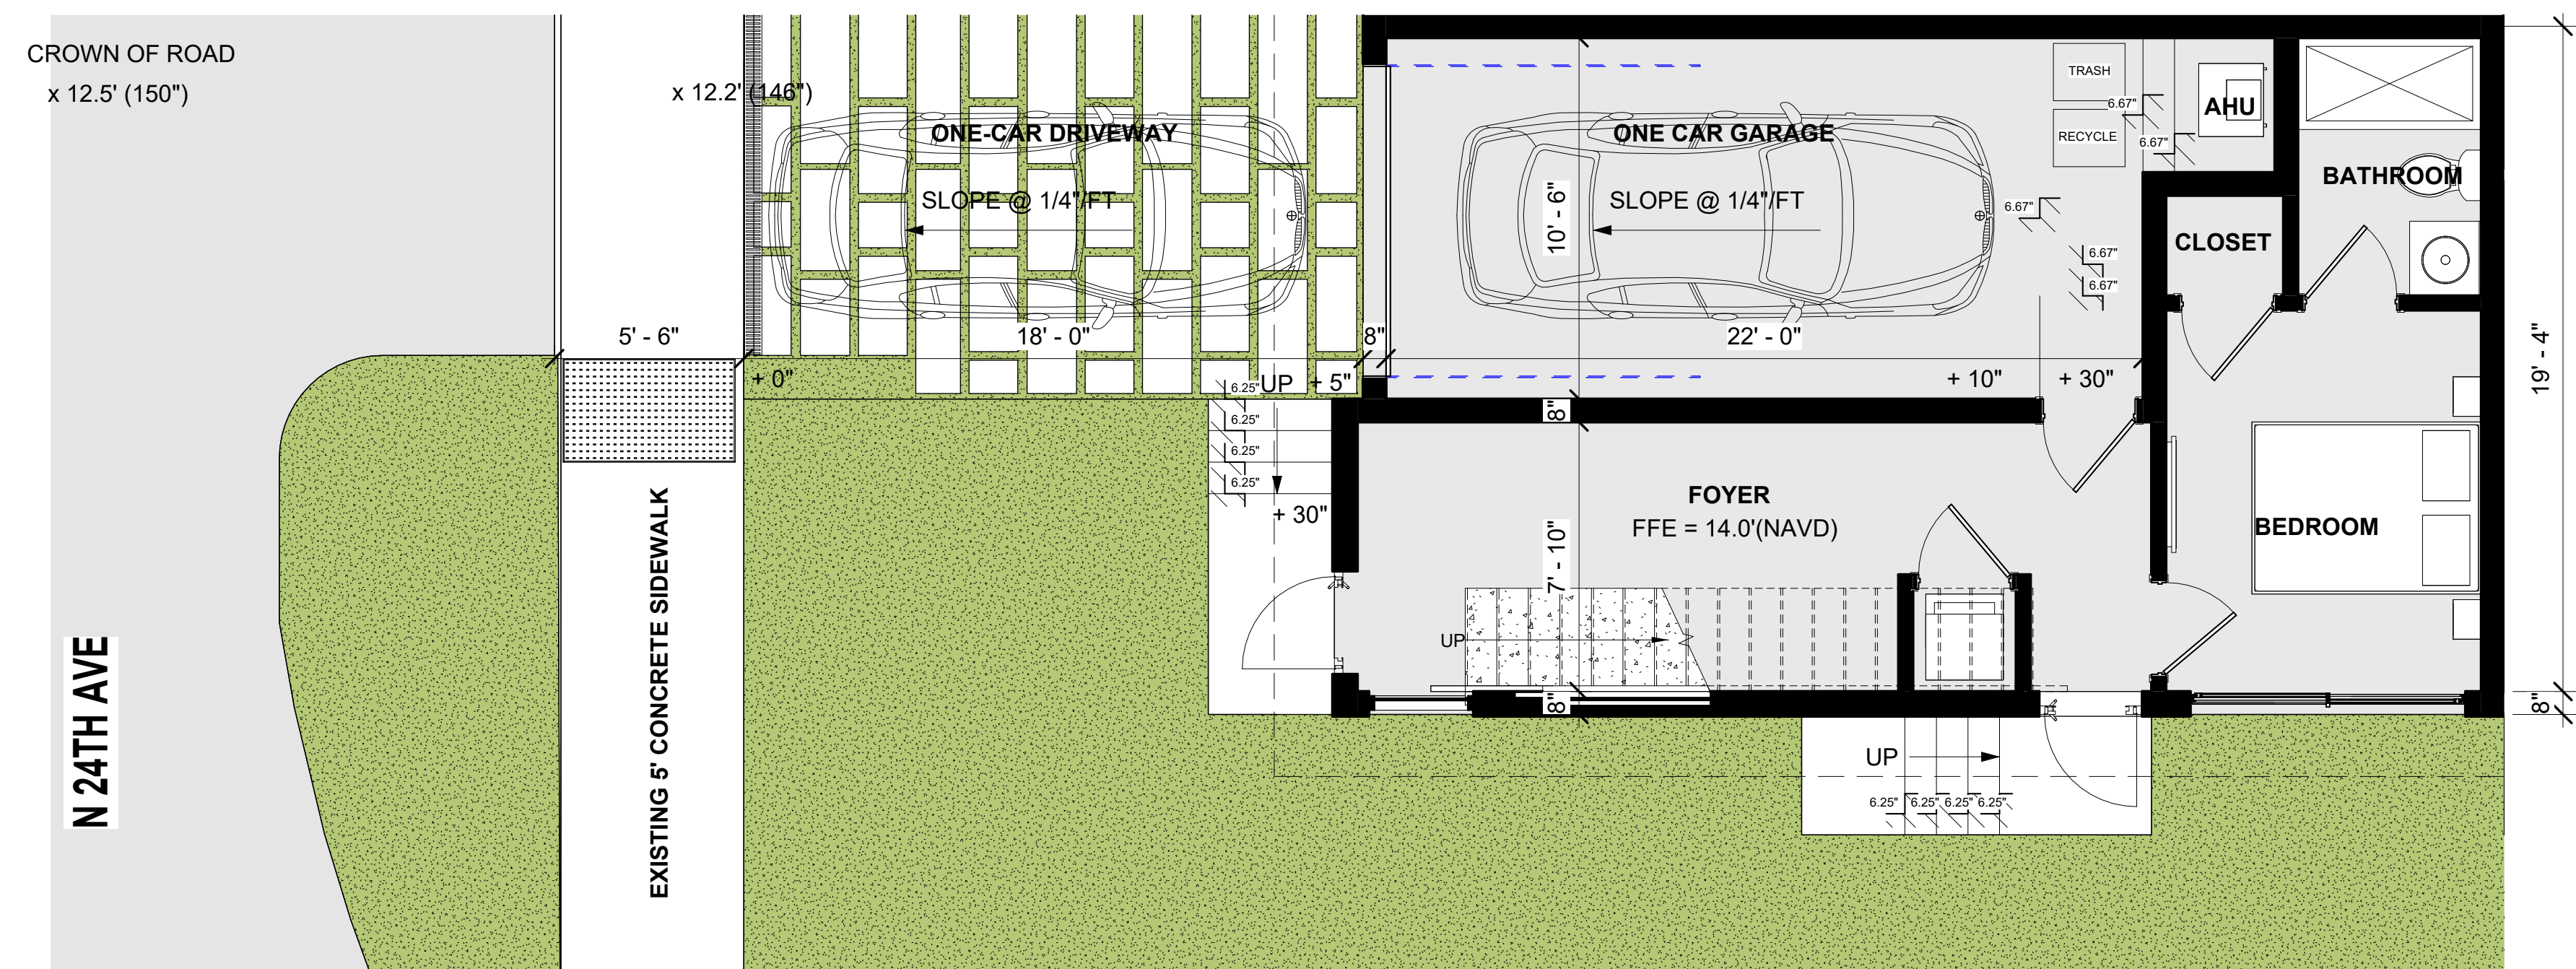 CROWN OF ROAD
x 12.5' (150")
x 12.2' (146")
ONE-CAR DRIVEWAY
SLOPE @ 1/4"/FT
ONE CAR GARAGE
SLOPE @ 1/4"/FT
10' - 6"
TRASH
RECYCLE
6.67"
6.67"
6.67"
6.67"
6.67"
AHU
BATHROOM
CLOSET
5' - 6"
18' - 0"
8"
22' - 0"
19' - 4"
+ 0"
UP
+ 5"
+ 10"
+ 30"
6.25"
6.25"
6.25"
6.25"
+ 30"
8"
FOYER
FFE = 14.0'(NAVD)
7' - 10"
BEDROOM
UP
8"
8"
UP
6.25"
6.25"
6.25"
6.25"
N 24TH AVE
EXISTING 5' CONCRETE SIDEWALK